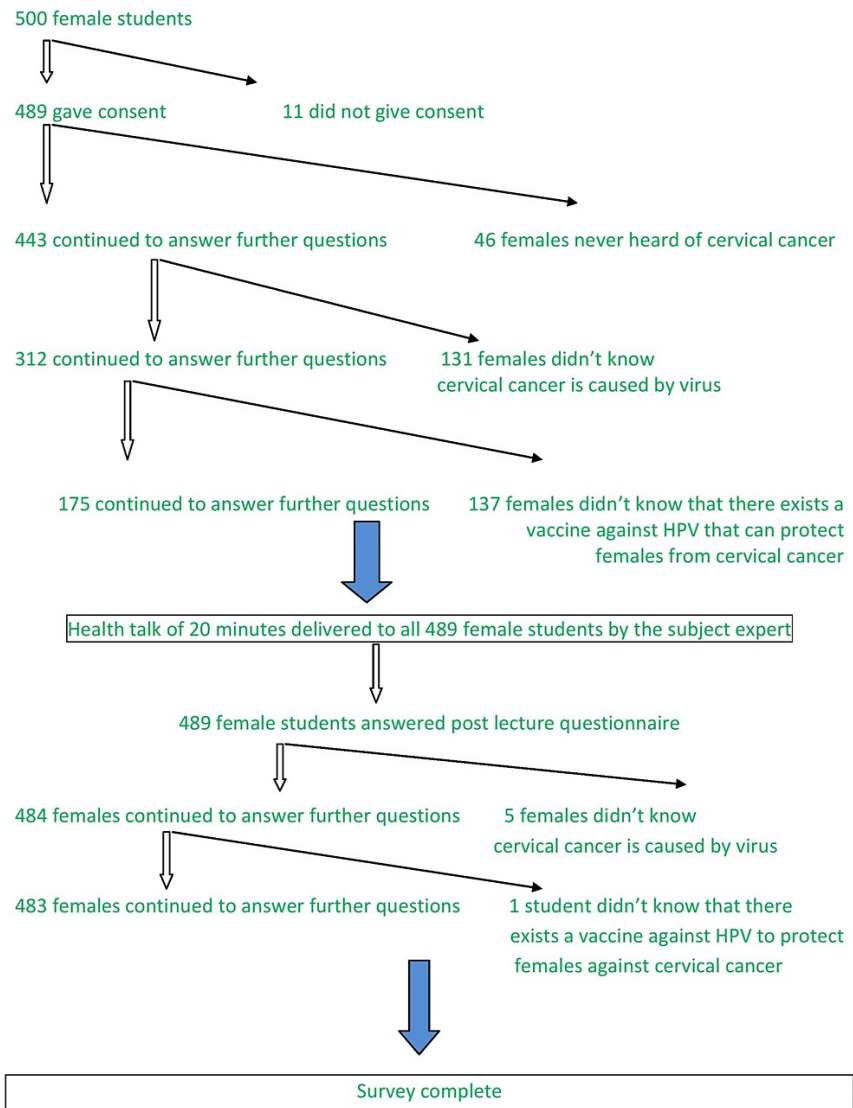 500 female students
489 gave consent
11 did not give consent
443 continued to answer further questions
46 females never heard of cervical cancer
312 continued to answer further questions
131 females didn't know
cervical cancer is caused by virus
175 continued to answer further questions
137 females didn't know that there exists a
vaccine against HPV that can protect
females from cervical cancer
Health talk of 20 minutes delivered to all 489 female students by the subject expert
489 female students answered post lecture questionnaire
484 females continued to answer further questions
5 females didn't know
cervical cancer is caused by virus
483 females continued to answer further questions
1 student didn't know that there
exists a vaccine against HPV to protect
females against cervical cancer
Survey complete